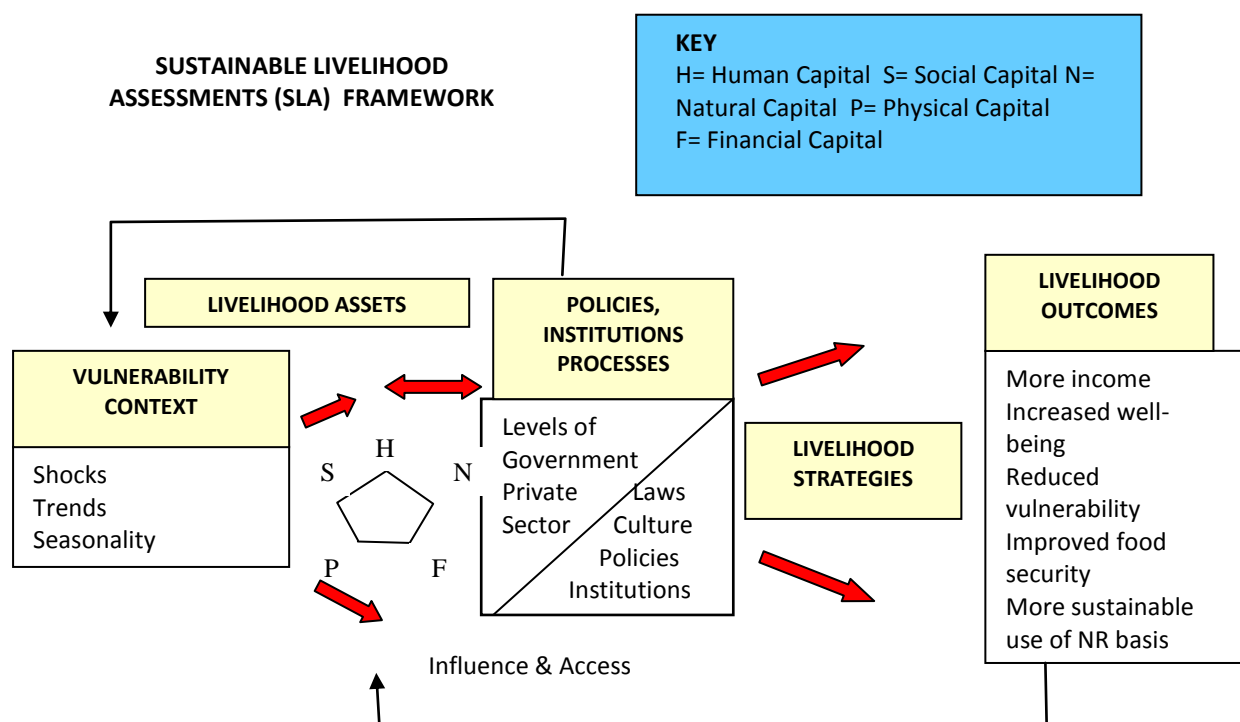 SUSTAINABLE LIVELIHOOD
ASSESSMENTS (SLA) FRAMEWORK
KEY
H= Human Capital S= Social Capital N=
Natural Capital P= Physical Capital
F= Financial Capital
LIVELIHOOD ASSETS
POLICIES,
INSTITUTIONS
PROCESSES
LIVELIHOOD
OUTCOMES
VULNERABILITY
CONTEXT
Shocks
Trends
Seasonality
H
S
N
P
F
Levels of
Government
Private
Sector
Laws
Culture
Policies
Institutions
LIVELIHOOD
STRATEGIES
More income
Increased well-
being
Reduced
vulnerability
Improved food
security
More sustainable
use of NR basis
Influence & Access